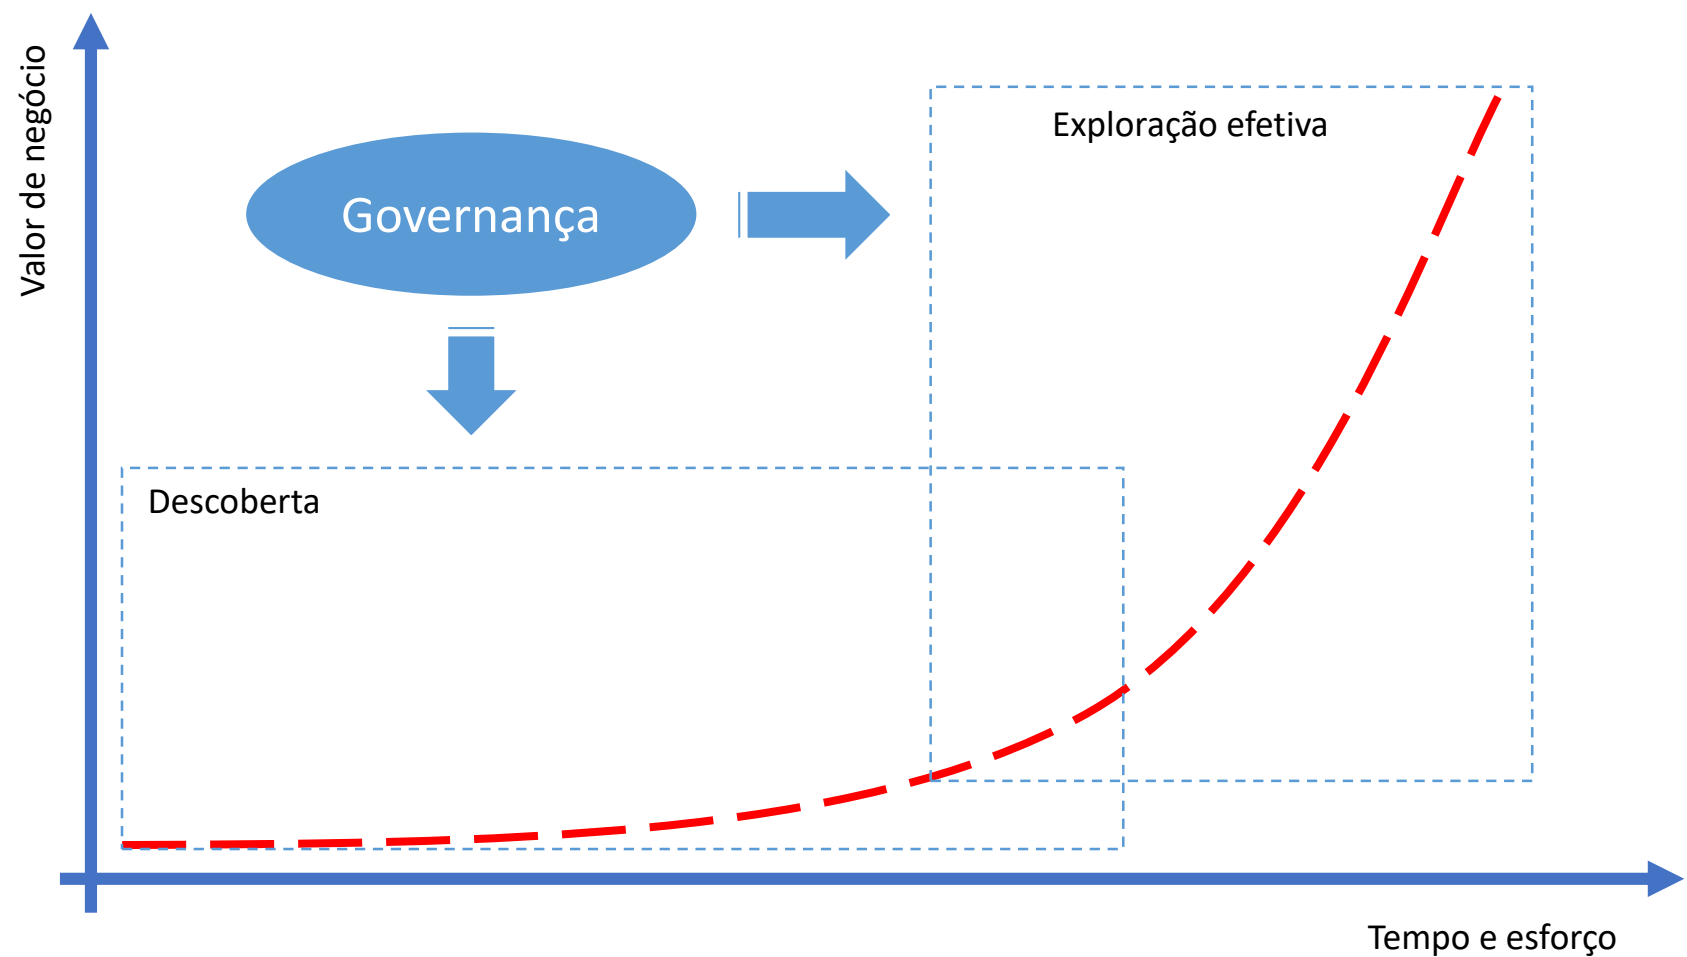 Valor de negócio
Exploração efetiva
Governança
Descoberta
Tempo e esforço